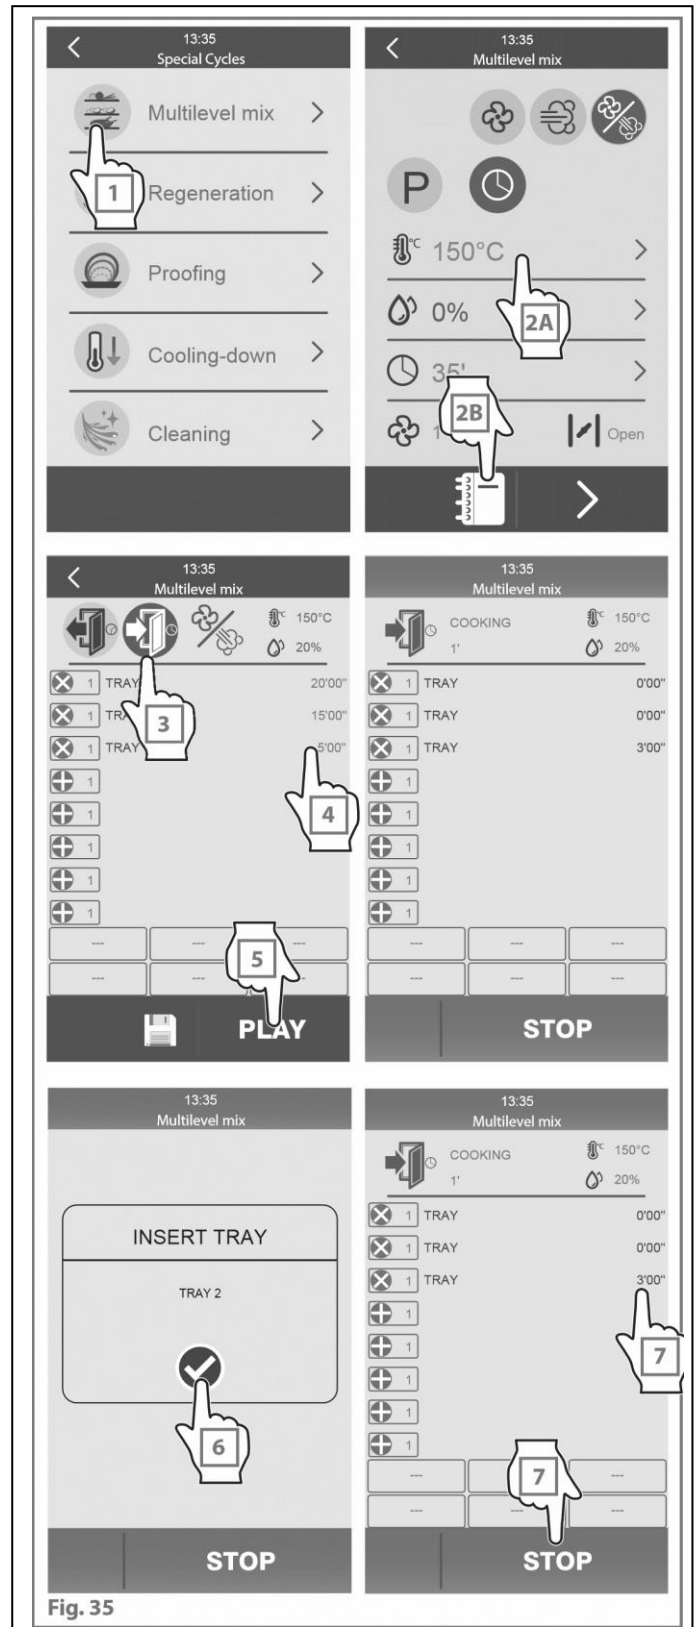 13:35
Special Cycles
Multilevel mix
1
Regeneration
Proofing
Cooling-down
Cleaning
13:35
Multilevel mix
P
°C 150°C
2A
0%
35'
2B
1
Open
13:35
Multilevel mix
°C 150°C
20%
1 TRAY 20'00"
1 TRAY 15'00"
3
1 TRAY 5'00"
1
4
1
1
1
1
--- --- ---
5
--- --- ---
PLAY
13:35
Multilevel mix
COOKING °C 150°C
1' 20%
1 TRAY 0'00"
1 TRAY 0'00"
1 TRAY 3'00"
1
1
1
1
1
--- --- ---
--- --- ---
STOP
13:35
Multilevel mix
INSERT TRAY
TRAY 2
6
STOP
13:35
Multilevel mix
COOKING °C 150°C
1' 20%
1 TRAY 0'00"
1 TRAY 0'00"
1 TRAY 3'00"
1
1
7
1
1
1
--- --- ---
7
--- --- ---
STOP
Fig. 35